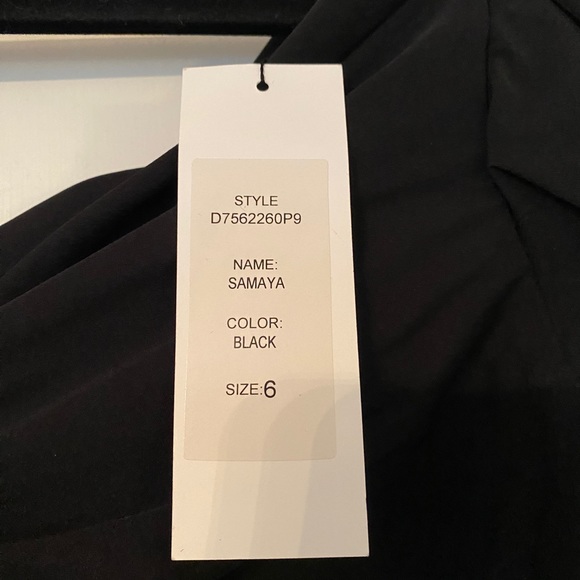 STYLE
D7562260P9
NAME:
SAMAYA
COLOR:
BLACK
SIZE:6